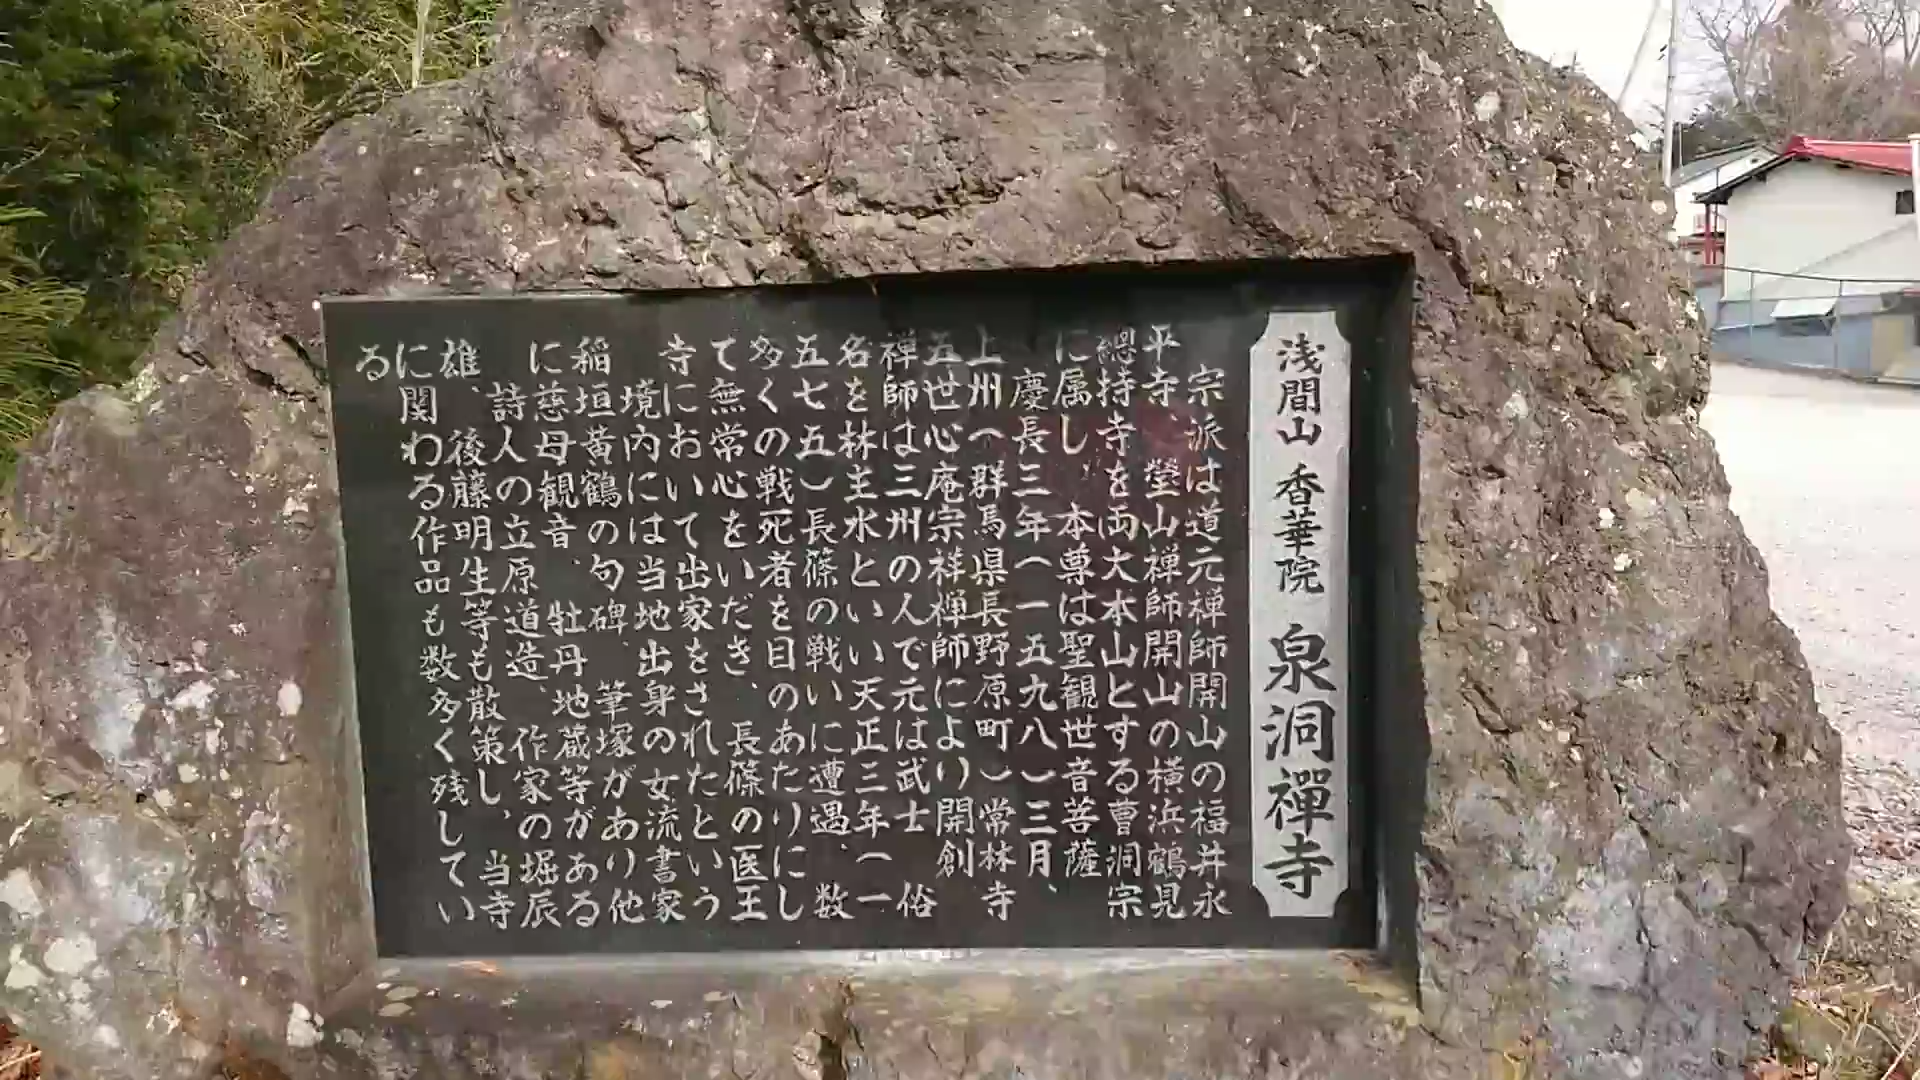 浅間山 香華院 泉洞禪寺
宗派は道元禅師開山の福井永
平寺、瑩山禅師開山の横浜鶴見
總持寺を両大本山とする曹洞宗
に属し 本尊は聖観世音菩薩
慶長三年(一五九八)三月、
上州(群馬県長野原町)常林寺
五世心庵宗祥禅師により開創
禅師は三州の人で元は武士 俗
名を林主水といい天正三年(一
五七五)長篠の戦いに遭遇、数
多くの戦死者を目のあたりにし
て無常心をいだき、長篠の医王
寺において出家をされたという
境内には当地出身の女流書家
稲垣黄鶴の句碑、筆塚があり他
に慈母観音、牡丹地蔵等がある
詩人の立原道造、作家の堀辰
雄、後藤明生等も散策し、当寺
に関わる作品も数多く残してい
る